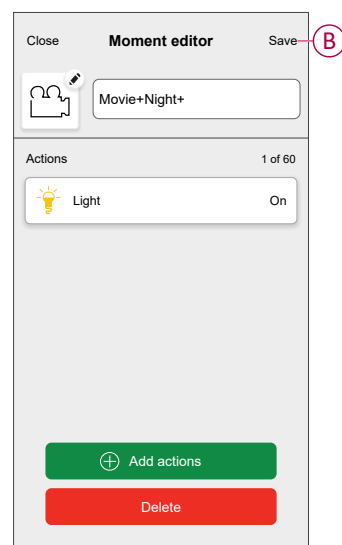 Close Moment editor Save B
Movie+Night+
Actions 1 of 60
Light On
Add actions
Delete